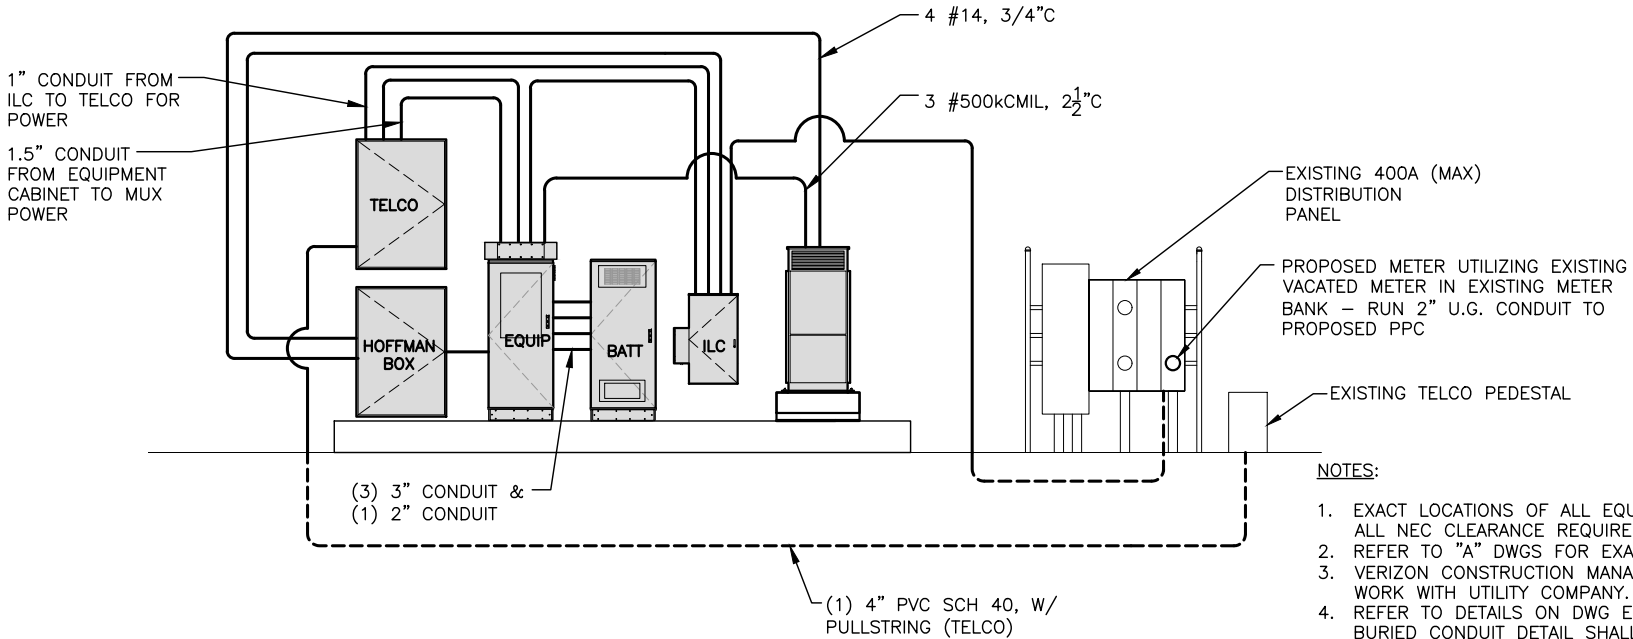 4 #14, 3/4"C
1" CONDUIT FROM
ILC TO TELCO FOR
POWER
3 #500kCMIL, 2 1/2"C
1.5" CONDUIT
FROM EQUIPMENT
CABINET TO MUX
POWER
EXISTING 400A (MAX)
DISTRIBUTION
PANEL
TELCO
PROPOSED METER UTILIZING EXISTING
VACATED METER IN EXISTING METER
BANK – RUN 2" U.G. CONDUIT TO
PROPOSED PPC
HOFFMAN
BOX
EQUIP
BATT
ILC
EXISTING TELCO PEDESTAL
(3) 3" CONDUIT &
(1) 2" CONDUIT
(1) 4" PVC SCH 40, W/
PULLSTRING (TELCO)
NOTES:
1. EXACT LOCATIONS OF ALL EQU
ALL NEC CLEARANCE REQUIRE
2. REFER TO "A" DWGS FOR EXA
3. VERIZON CONSTRUCTION MANA
WORK WITH UTILITY COMPANY.
4. REFER TO DETAILS ON DWG E
BURIED CONDUIT DETAIL SHALL